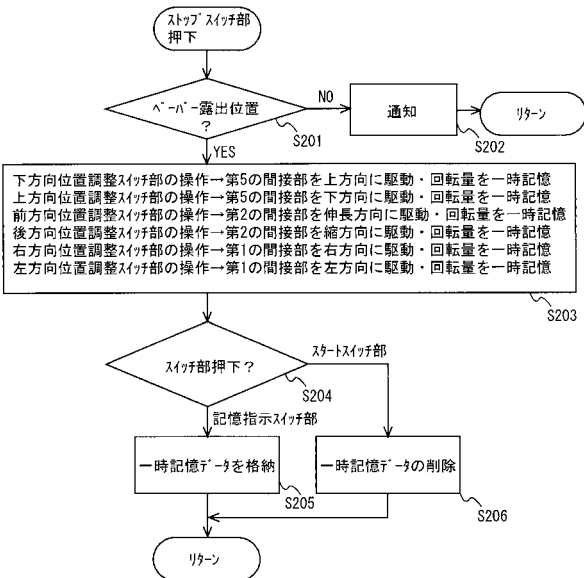 ストップスイッチ部
押下
ペーパー露出位置
?
NO
S201
通知
S202
リターン
YES
下方向位置調整スイッチ部の操作→第5の間接部を上方向に駆動・回転量を一時記憶
上方向位置調整スイッチ部の操作→第5の間接部を下方向に駆動・回転量を一時記憶
前方向位置調整スイッチ部の操作→第2の間接部を伸長方向に駆動・回転量を一時記憶
後方向位置調整スイッチ部の操作→第2の間接部を縮方向に駆動・回転量を一時記憶
右方向位置調整スイッチ部の操作→第1の間接部を右方向に駆動・回転量を一時記憶
左方向位置調整スイッチ部の操作→第1の間接部を左方向に駆動・回転量を一時記憶
S203
スイッチ部押下?
スタートスイッチ部
S204
記憶指示スイッチ部
一時記憶データを格納
S205
一時記憶データの削除
S206
リターン